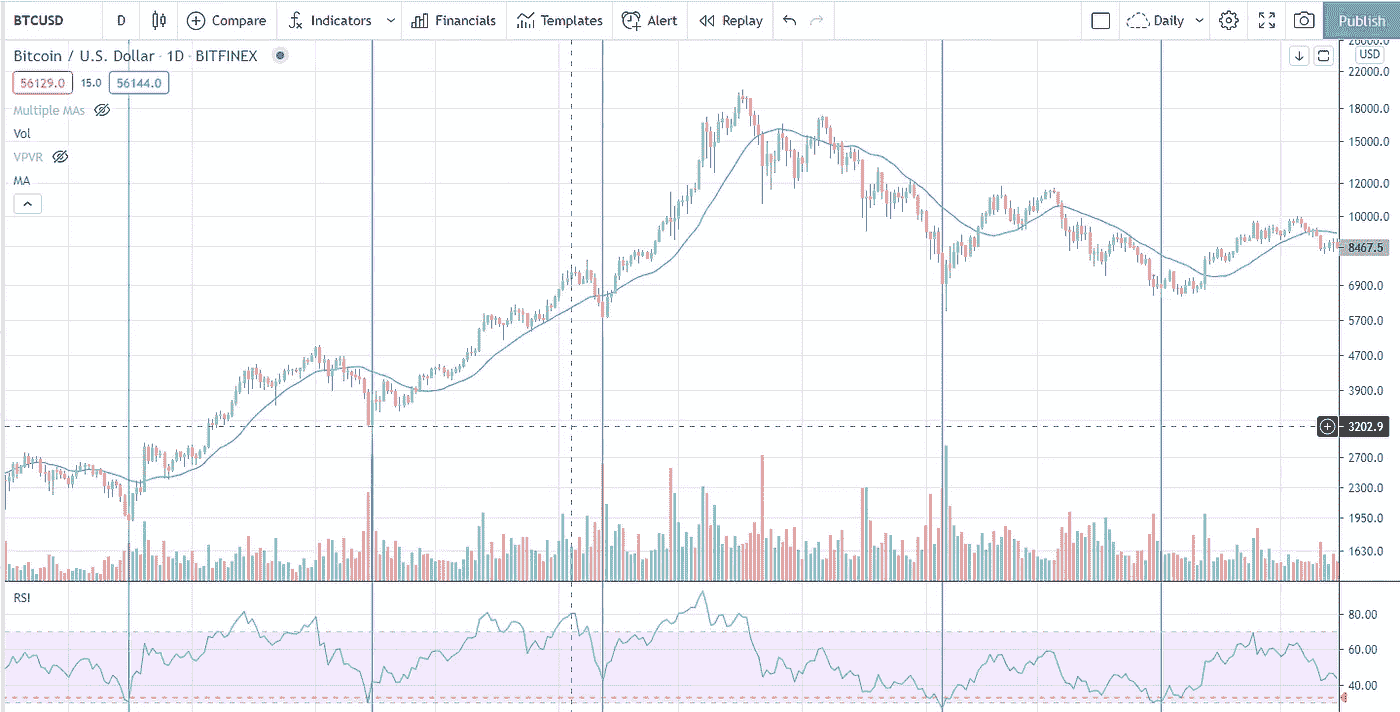 BTCUSD D Compare Indicators Financials Templates Alert Replay Daily Publish
Bitcoin / U.S. Dollar · 1D · BITFINEX
56129.0 15.0 56144.0
Multiple MAs
Vol
VPVR
MA
USD
22000.0
18000.0
15000.0
12000.0
10000.0
8467.5
6900.0
5700.0
4700.0
3900.0
3202.9
2700.0
2300.0
1950.0
1630.0
RSI
80.00
60.00
40.00